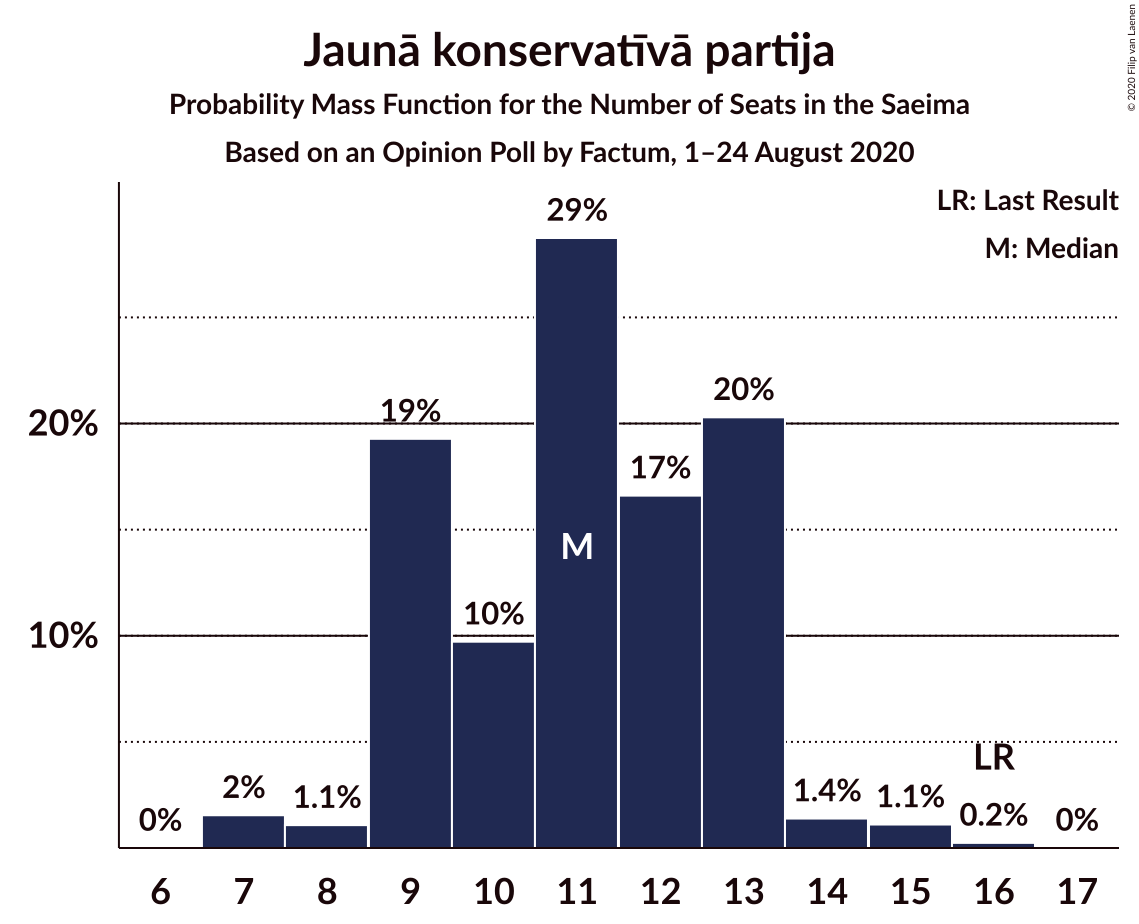 Jaunā konservatīvā partija
Probability Mass Function for the Number of Seats in the Saeima
Based on an Opinion Poll by Factum, 1–24 August 2020
© 2020 Filip van Laenen
LR: Last Result
M: Median
20%
10%
0%
2%
1.1%
19%
10%
29%
M
17%
20%
1.4%
1.1%
LR
0.2%
0%
6 7 8 9 10 11 12 13 14 15 16 17